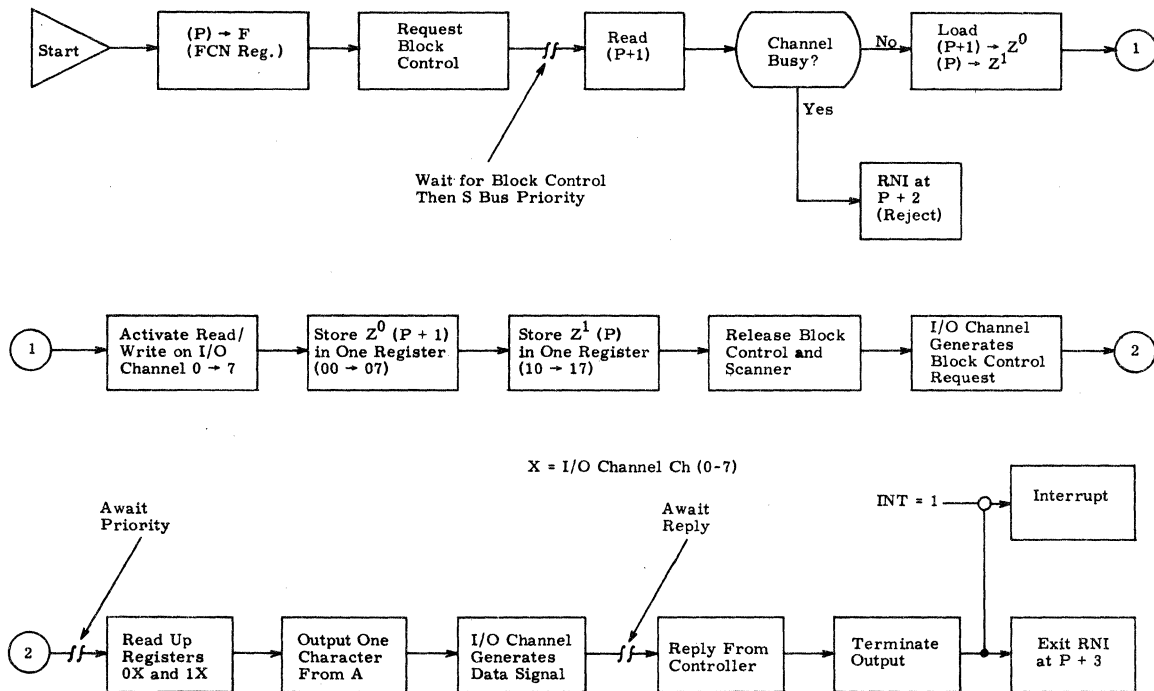 Start
(P) → F
(FCN Reg.)
Request
Block
Control
Read
(P+1)
Channel
Busy?
No
Load
(P+1) → Z⁰
(P) → Z¹
1
Yes
Wait for Block Control
Then S Bus Priority
RNI at
P + 2
(Reject)
1
Activate Read/
Write on I/O
Channel 0 → 7
Store Z⁰ (P + 1)
in One Register
(00 → 07)
Store Z¹ (P)
in One Register
(10 → 17)
Release Block
Control and
Scanner
I/O Channel
Generates
Block Control
Request
2
X = I/O Channel Ch (0-7)
Await
Priority
Await
Reply
INT = 1
Interrupt
2
Read Up
Registers
0X and 1X
Output One
Character
From A
I/O Channel
Generates
Data Signal
Reply From
Controller
Terminate
Output
Exit RNI
at P + 3